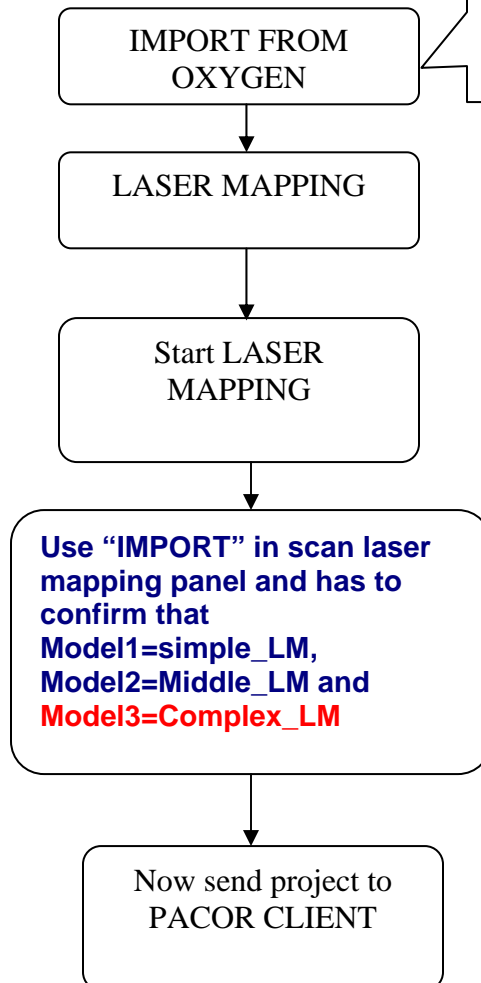 IMPORT FROM
OXYGEN
LASER MAPPING
Start LASER
MAPPING
Use “IMPORT” in scan laser
mapping panel and has to
confirm that
Model1=simple_LM,
Model2=Middle_LM and
Model3=Complex_LM
Now send project to
PACOR CLIENT